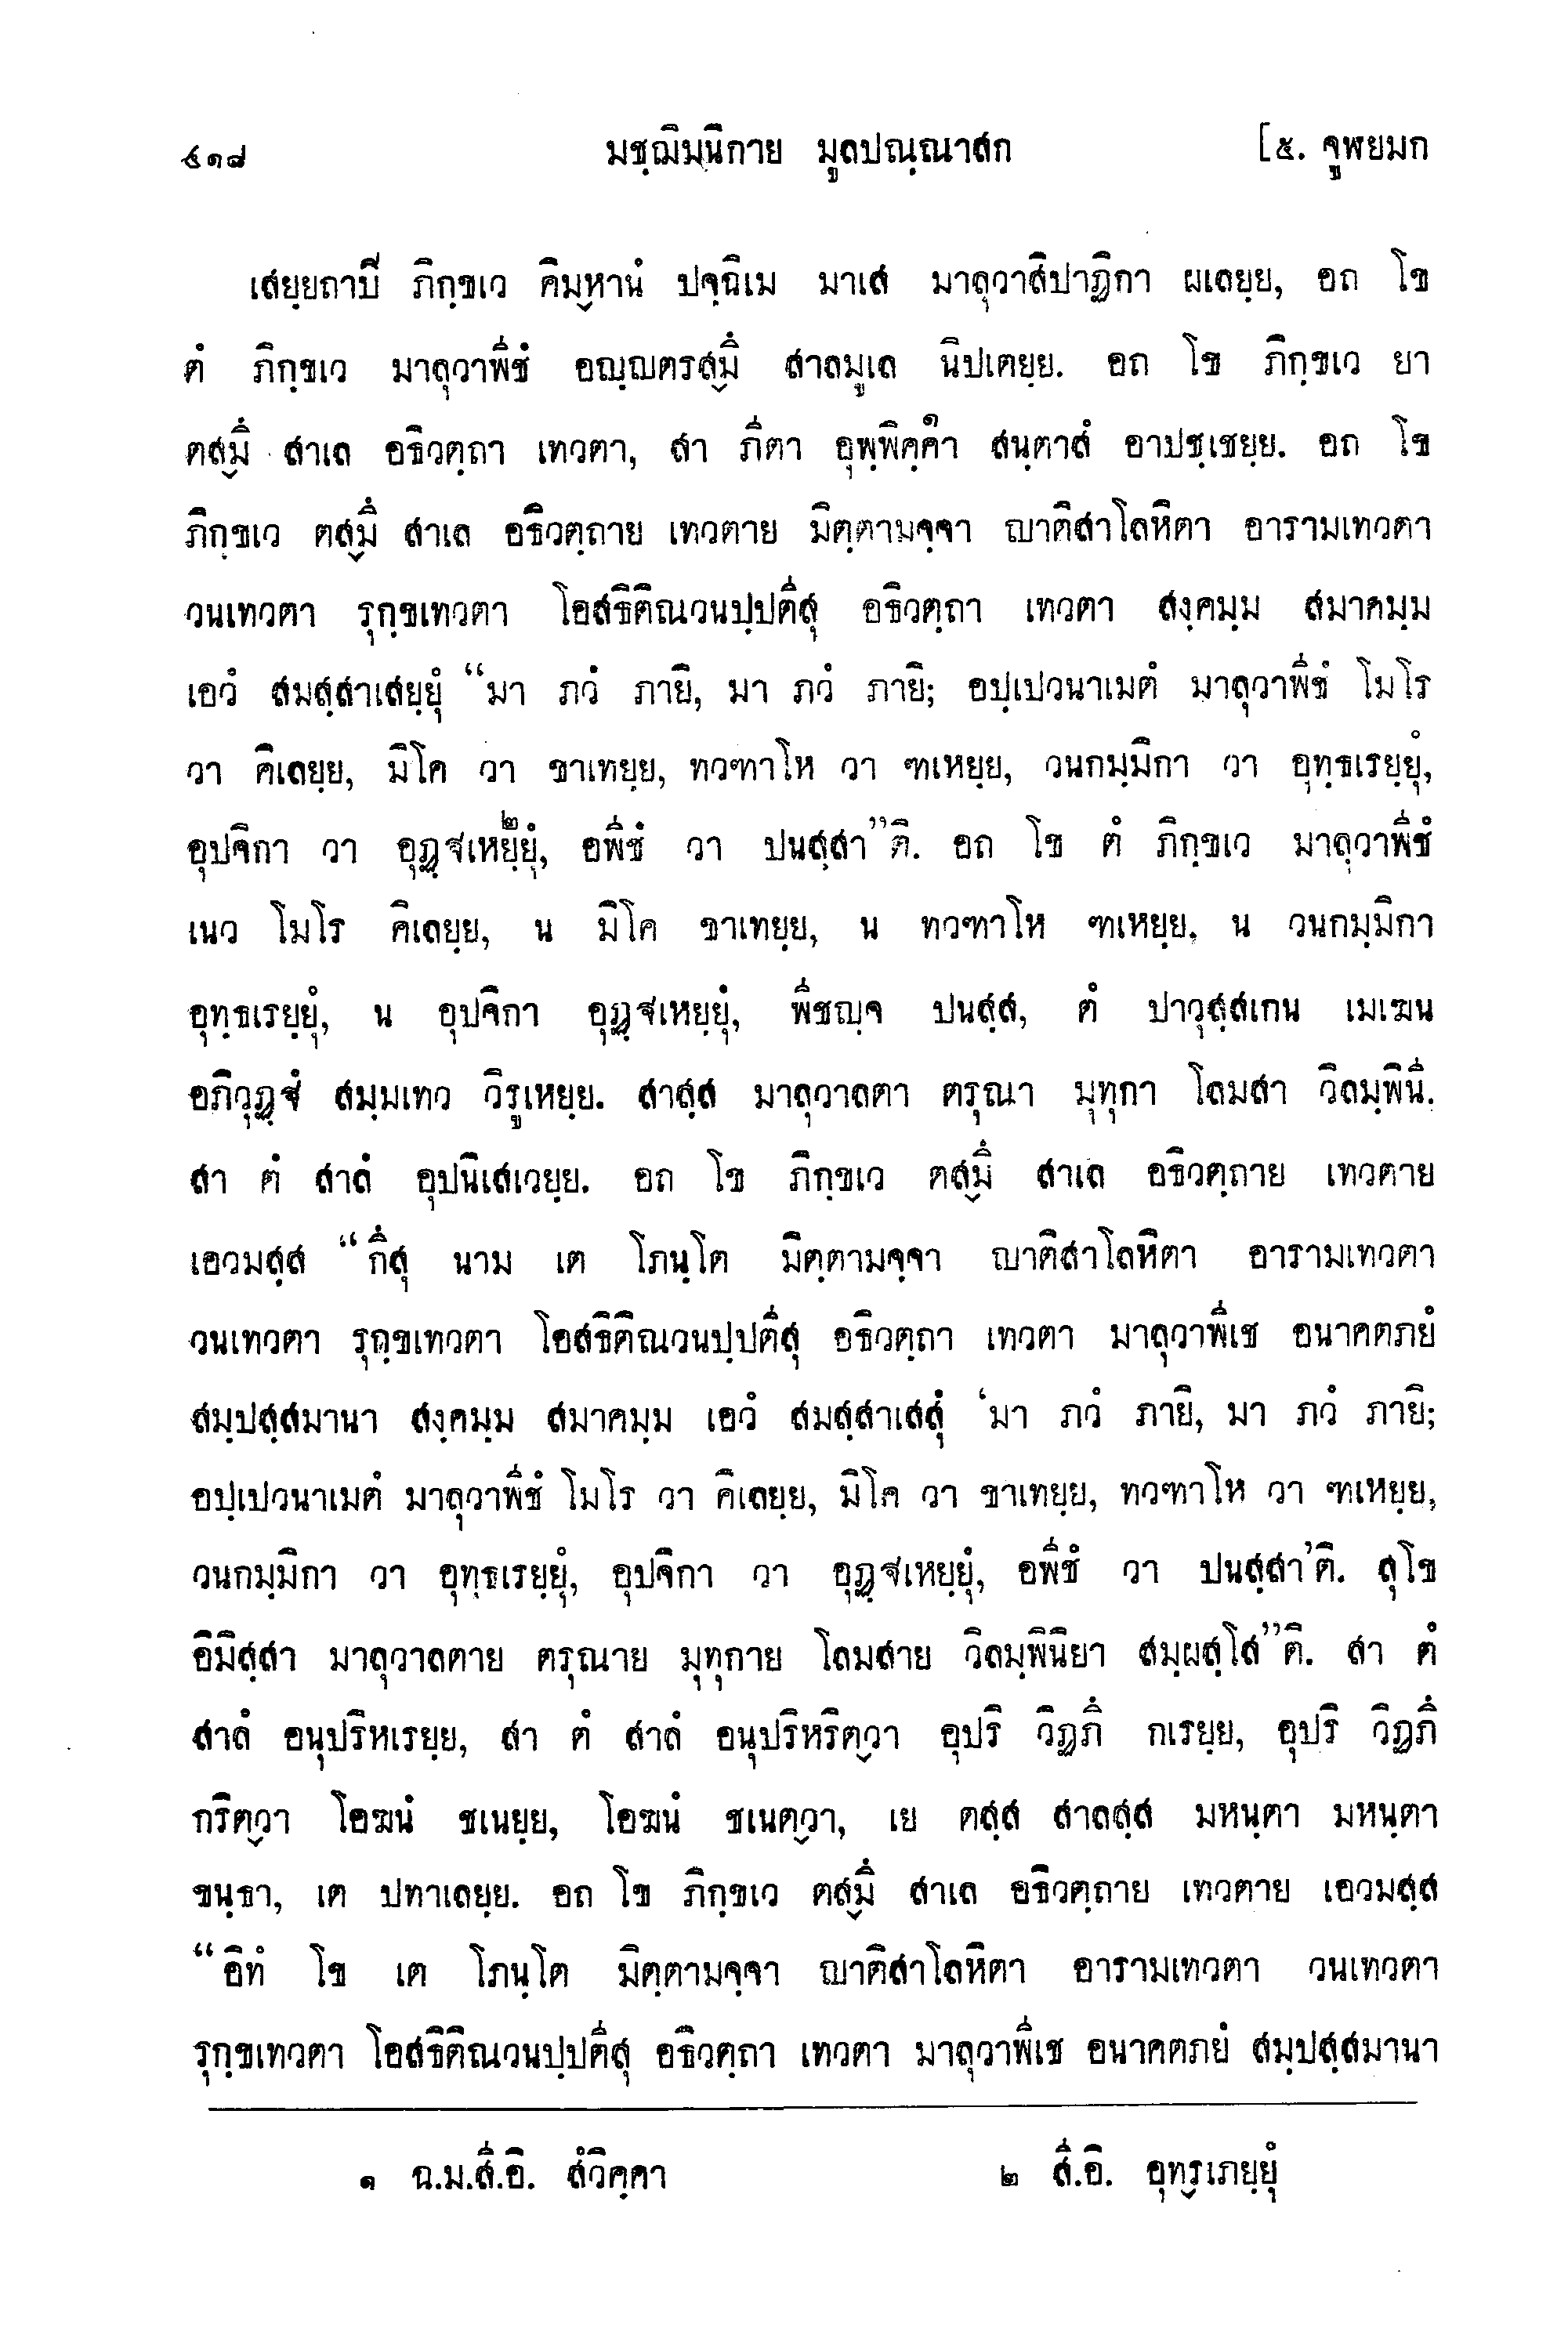 ๕๑๘ มชฺฌิมนิกาย มูลปณฺณาสก [๕. จูฬยมก
เสยฺยถาปิ ภิกฺขเว คิมฺหานํ ปจฺฉิเม มาเส มาลุวาสิปาฏิกา ผเลยฺย, อถ โข
ตํ ภิกฺขเว มาลุวาพีชํ อญฺญตรสฺมึ สาลมูเล นิปเตยฺย. อถ โข ภิกฺขเว ยา
ตสฺมึ สาเล อธิวตฺถา เทวตา, สา ภีตา อุพฺพิคฺคา๑ สนฺตาสํ อาปชฺเชยฺย. อถ โข
ภิกฺขเว ตสฺมึ สาเล อธิวตฺถาย เทวตาย มิตฺตามจฺจา ญาติสาโลหิตา อารามเทวตา
วนเทวตา รุกฺขเทวตา โอสธิติณวนปฺปตีสุ อธิวตฺถา เทวตา สงฺคมฺม สมาคมฺม
เอวํ สมสฺสาเสยฺยุํ “มา ภวํ ภายิ, มา ภวํ ภายิ; อปฺเปวนาเมตํ มาลุวาพีชํ โมโร
วา คิเลยฺย, มิโค วา ขาเทยฺย, ทวฑาโห วา ฑเหยฺย, วนกมฺมิกา วา อุทฺธเรยฺยุํ,
อุปจิกา วา อุฏฺฐเหยฺยุํ๒, อพีชํ วา ปนสฺสา”ติ. อถ โข ตํ ภิกฺขเว มาลุวาพีชํ
เนว โมโร คิเลยฺย, น มิโค ขาเทยฺย, น ทวฑาโห ฑเหยฺย, น วนกมฺมิกา
อุทฺธเรยฺยุํ, น อุปจิกา อุฏฺฐเหยฺยุํ, พีชญฺจ ปนสฺส, ตํ ปาวุสฺสเกน เมเฆน
อภิวุฏฺฐํ สมฺมเทว วิรูเหยฺย. สาสฺส มาลุวาลตา ตรุณา มุทุกา โลมสา วิลมฺพินี.
สา ตํ สาลํ อุปนิเสเวยฺย. อถ โข ภิกฺขเว ตสฺมึ สาเล อธิวตฺถาย เทวตาย
เอวมสฺส “กึสุ นาม เต โภนฺโต มิตฺตามจฺจา ญาติสาโลหิตา อารามเทวตา
วนเทวตา รุกฺขเทวตา โอสธิติณวนปฺปตีสุ อธิวตฺถา เทวตา มาลุวาพีเช อนาคตภยํ
สมฺปสฺสมานา สงฺคมฺม สมาคมฺม เอวํ สมสฺสาเสสุํ ‘มา ภวํ ภายิ, มา ภวํ ภายิ;
อปฺเปวนาเมตํ มาลุวาพีชํ โมโร วา คิเลยฺย, มิโค วา ขาเทยฺย, ทวฑาโห วา ฑเหยฺย,
วนกมฺมิกา วา อุทฺธเรยฺยุํ, อุปจิกา วา อุฏฺฐเหยฺยุํ, อพีชํ วา ปนสฺสา’ติ. สุโข
อิมิสฺสา มาลุวาลตาย ตรุณาย มุทุกาย โลมสาย วิลมฺพินิยา สมฺผสฺโส”ติ. สา ตํ
สาลํ อนุปริหเรยฺย, สา ตํ สาลํ อนุปริหริตฺวา อุปริ วิฏภึ กเรยฺย, อุปริ วิฏภึ
กริตฺวา โอฆนํ ชเนยฺย, โอฆนํ ชเนตฺวา, เย ตสฺส สาลสฺส มหนฺตา มหนฺตา
ขนฺธา, เต ปทาเลยฺย. อถ โข ภิกฺขเว ตสฺมึ สาเล อธิวตฺถาย เทวตาย เอวมสฺส
“อิทํ โข เต โภนฺโต มิตฺตามจฺจา ญาติสาโลหิตา อารามเทวตา วนเทวตา
รุกฺขเทวตา โอสธิติณวนปฺปตีสุ อธิวตฺถา เทวตา มาลุวาพีเช อนาคตภยํ สมฺปสฺสมานา
๑ ฉ.ม.สี.อิ. สํวิคฺคา ๒ สี.อิ. อุทฺรเภยฺยุํ